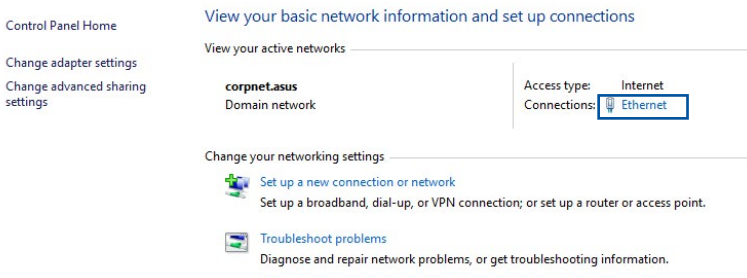 Control Panel Home
Change adapter settings
Change advanced sharing
settings
View your basic network information and set up connections
View your active networks
corpnet.asus
Domain network
Access type: Internet
Connections: Ethernet
Change your networking settings
Set up a new connection or network
Set up a broadband, dial-up, or VPN connection; or set up a router or access point.
Troubleshoot problems
Diagnose and repair network problems, or get troubleshooting information.